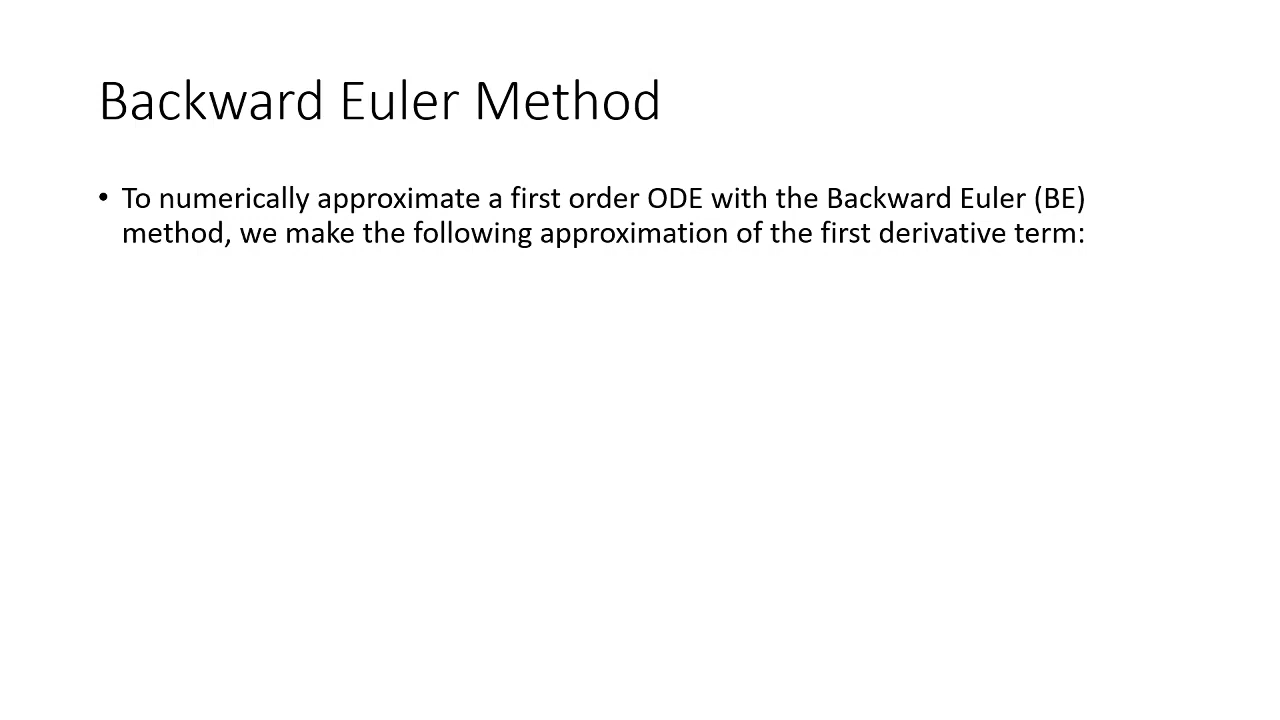 Backward Euler Method
• To numerically approximate a first order ODE with the Backward Euler (BE)
method, we make the following approximation of the first derivative term: